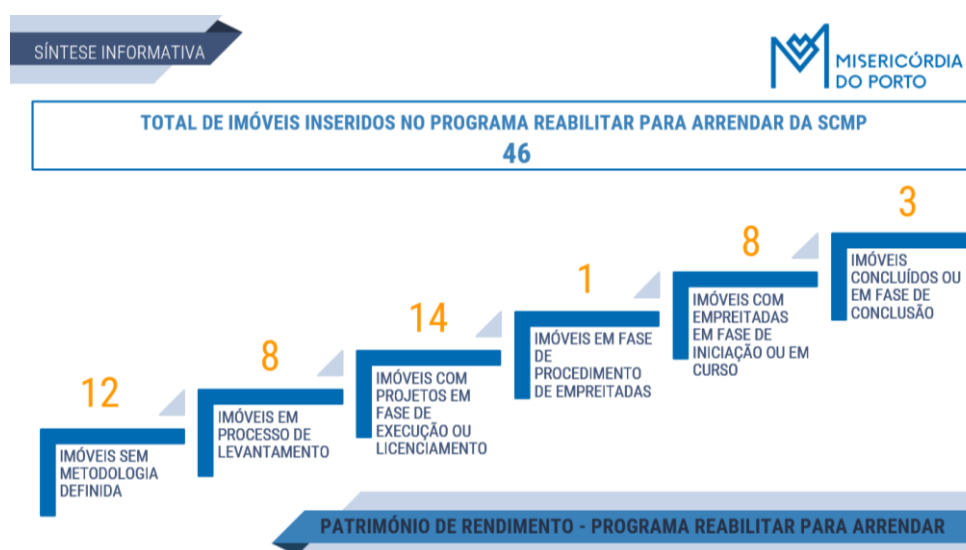 SÍNTESE INFORMATIVA
MISERICÓRDIA
DO PORTO
TOTAL DE IMÓVEIS INSERIDOS NO PROGRAMA REABILITAR PARA ARRENDAR DA SCMP
46
12
IMÓVEIS SEM
METODOLOGIA
DEFINIDA
8
IMÓVEIS EM
PROCESSO DE
LEVANTAMENTO
14
IMÓVEIS COM
PROJETOS EM
FASE DE
EXECUÇÃO OU
LICENCIAMENTO
1
IMÓVEIS EM FASE
DE
PROCEDIMENTO
DE EMPREITADAS
8
IMÓVEIS COM
EMPREITADAS
EM FASE DE
INICIAÇÃO OU EM
CURSO
3
IMÓVEIS
CONCLUÍDOS OU
EM FASE DE
CONCLUSÃO
PATRIMÓNIO DE RENDIMENTO - PROGRAMA REABILITAR PARA ARRENDAR